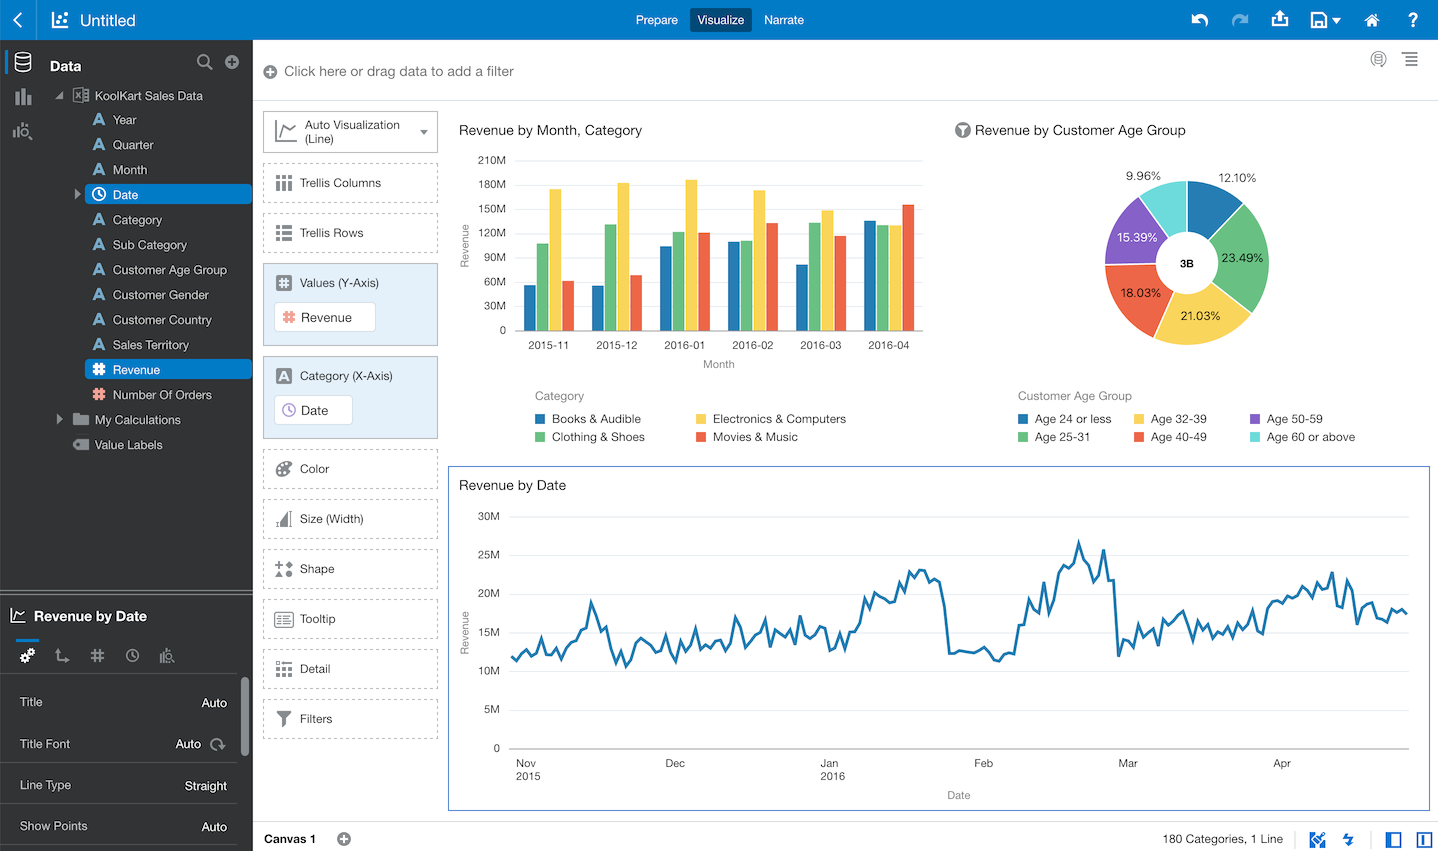 Untitled
Prepare
Visualize
Narrate
?
Data
KoolKart Sales Data
A Year
A Quarter
A Month
Date
A Category
A Sub Category
A Customer Age Group
A Customer Gender
A Customer Country
A Sales Territory
# Revenue
# Number Of Orders
My Calculations
Value Labels
Revenue by Date
#
Title
Auto
Title Font
Auto
Line Type
Straight
Show Points
Auto
Click here or drag data to add a filter
Auto Visualization
(Line)
Trellis Columns
Trellis Rows
# Values (Y-Axis)
# Revenue
A Category (X-Axis)
Date
Color
Size (Width)
Shape
Tooltip
Detail
Filters
Revenue by Month, Category
210M
180M
150M
120M
90M
60M
30M
0
Revenue
2015-11
2015-12
2016-01
2016-02
2016-03
2016-04
Month
Category
Books & Audible
Electronics & Computers
Clothing & Shoes
Movies & Music
Revenue by Customer Age Group
9.96%
12.10%
15.39%
23.49%
3B
18.03%
21.03%
Customer Age Group
Age 24 or less
Age 32-39
Age 50-59
Age 25-31
Age 40-49
Age 60 or above
Revenue by Date
30M
25M
20M
15M
10M
5M
0
Revenue
Nov
2015
Dec
Jan
2016
Feb
Mar
Apr
Date
Canvas 1
180 Categories, 1 Line